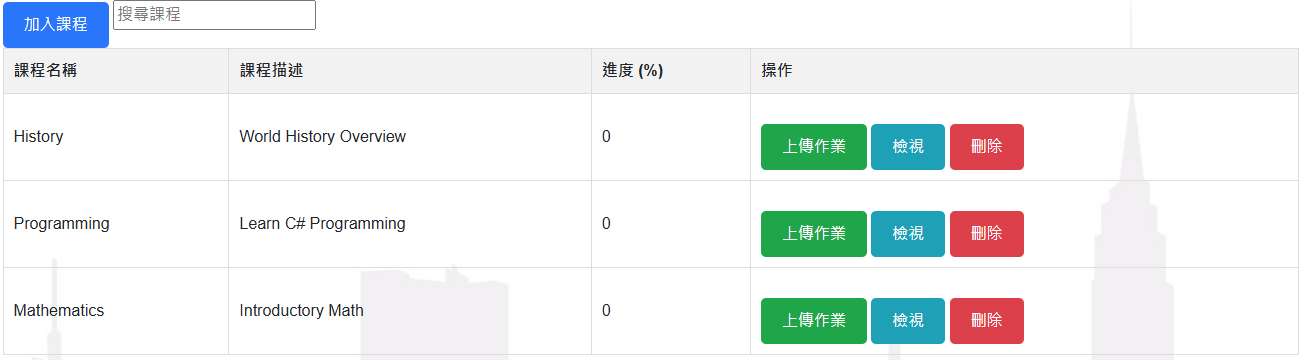 加入課程 搜尋課程
課程名稱 課程描述 進度 (%) 操作
History World History Overview 0 上傳作業 檢視 刪除
Programming Learn C# Programming 0 上傳作業 檢視 刪除
Mathematics Introductory Math 0 上傳作業 檢視 刪除